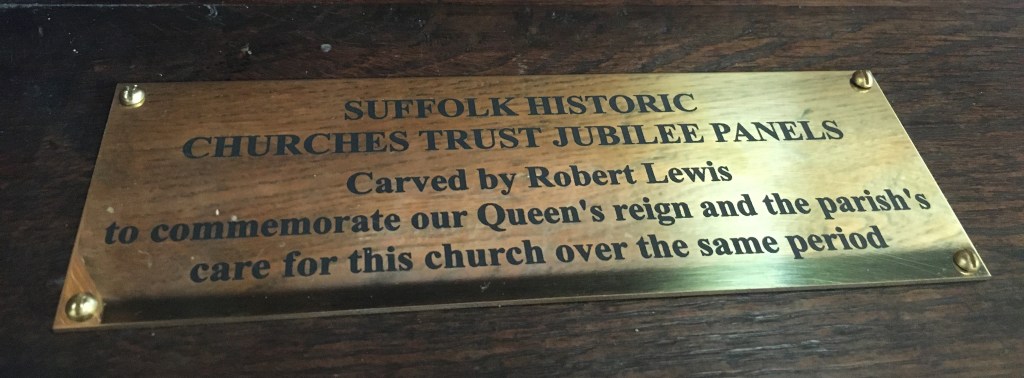 SUFFOLK HISTORIC
CHURCHES TRUST JUBILEE PANELS
Carved by Robert Lewis
to commemorate our Queen's reign and the parish's
care for this church over the same period